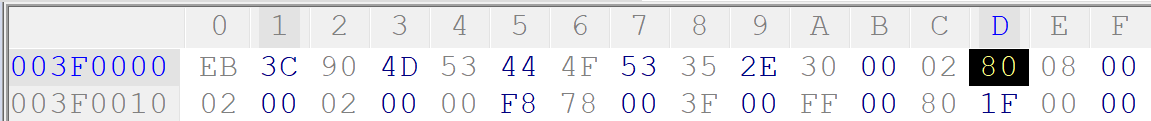 0 1 2 3 4 5 6 7 8 9 A B C D E F
003F0000 EB 3C 90 4D 53 44 4F 53 35 2E 30 00 02 80 08 00
003F0010 02 00 02 00 00 F8 78 00 3F 00 FF 00 80 1F 00 00